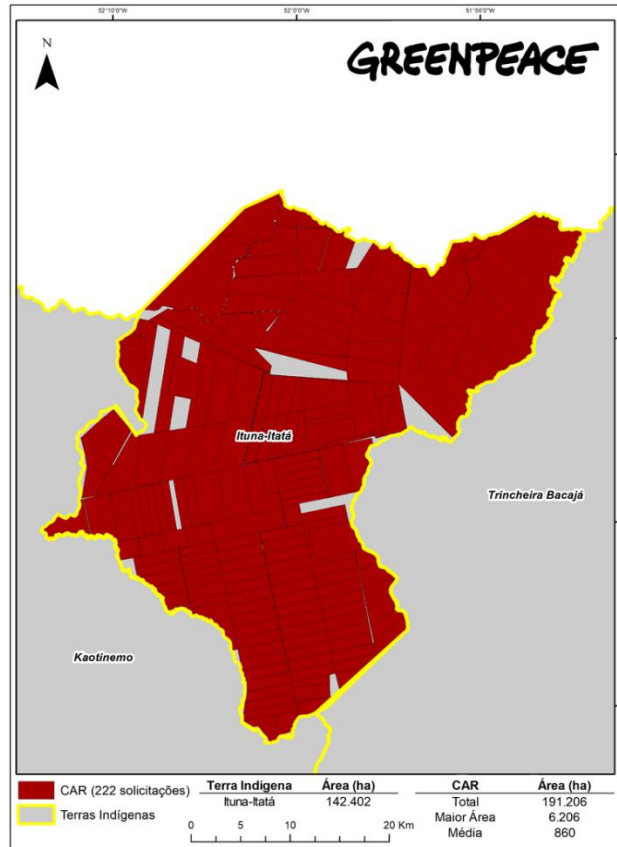 52°10'0"W 52°0'0"W 51°50'0"W
N
GREENPEACE
Ituna-Itatá
Trincheira Bacajá
Kaotinemo
CAR (222 solicitações)
Terras Indígenas
Terra Indígena Área (ha)
Ituna-Itatá 142.402
0 5 10 20 Km
CAR Área (ha)
Total 191.206
Maior Área 6.206
Média 860